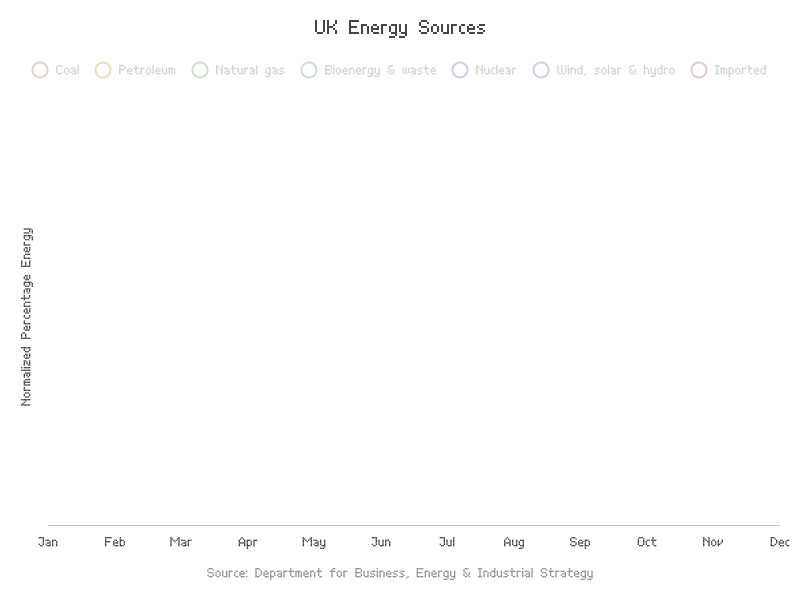 UK Energy Sources
Coal Petroleum Natural gas Bioenergy & waste Nuclear Wind, solar & hydro Imported
Normalized Percentage Energy
Jan Feb Mar Apr May Jun Jul Aug Sep Oct Nov Dec
Source: Department for Business, Energy & Industrial Strategy